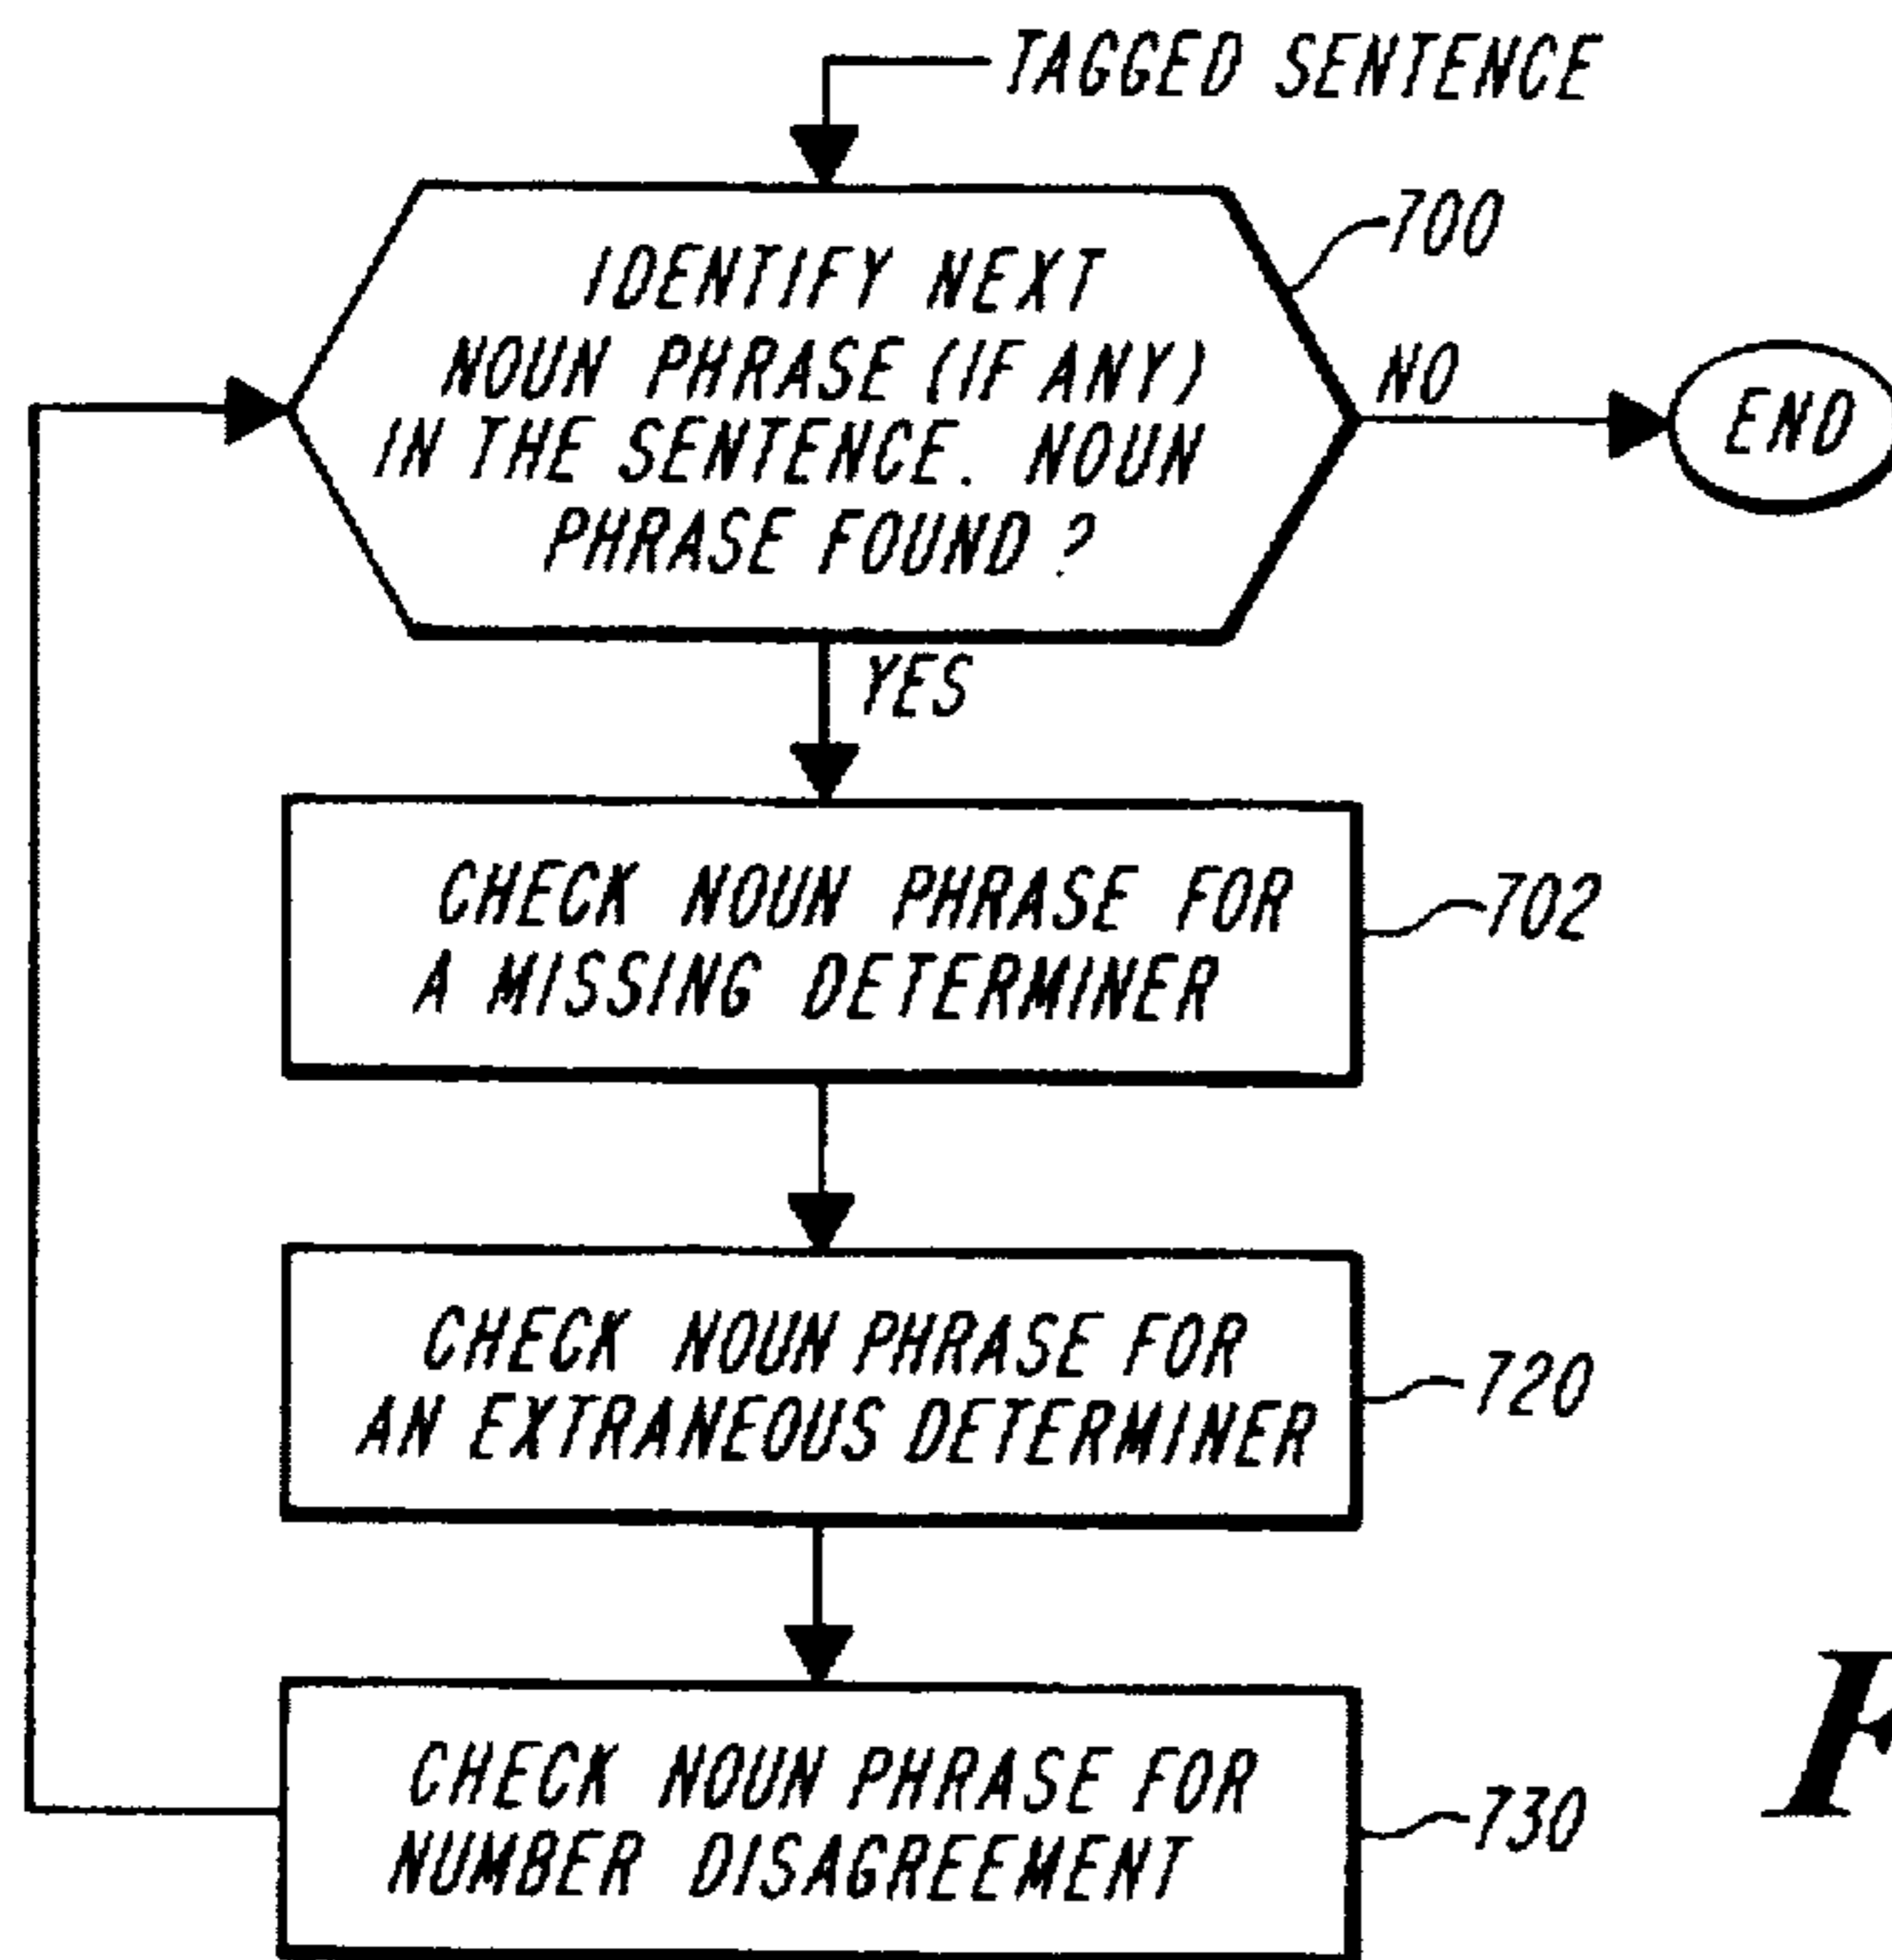 TAGGED SENTENCE
700
IDENTIFY NEXT
NOUN PHRASE (IF ANY)
IN THE SENTENCE. NOUN
PHRASE FOUND ?
NO
END
YES
CHECK NOUN PHRASE FOR
A MISSING DETERMINER
702
CHECK NOUN PHRASE FOR
AN EXTRANEOUS DETERMINER
720
CHECK NOUN PHRASE FOR
NUMBER DISAGREEMENT
730